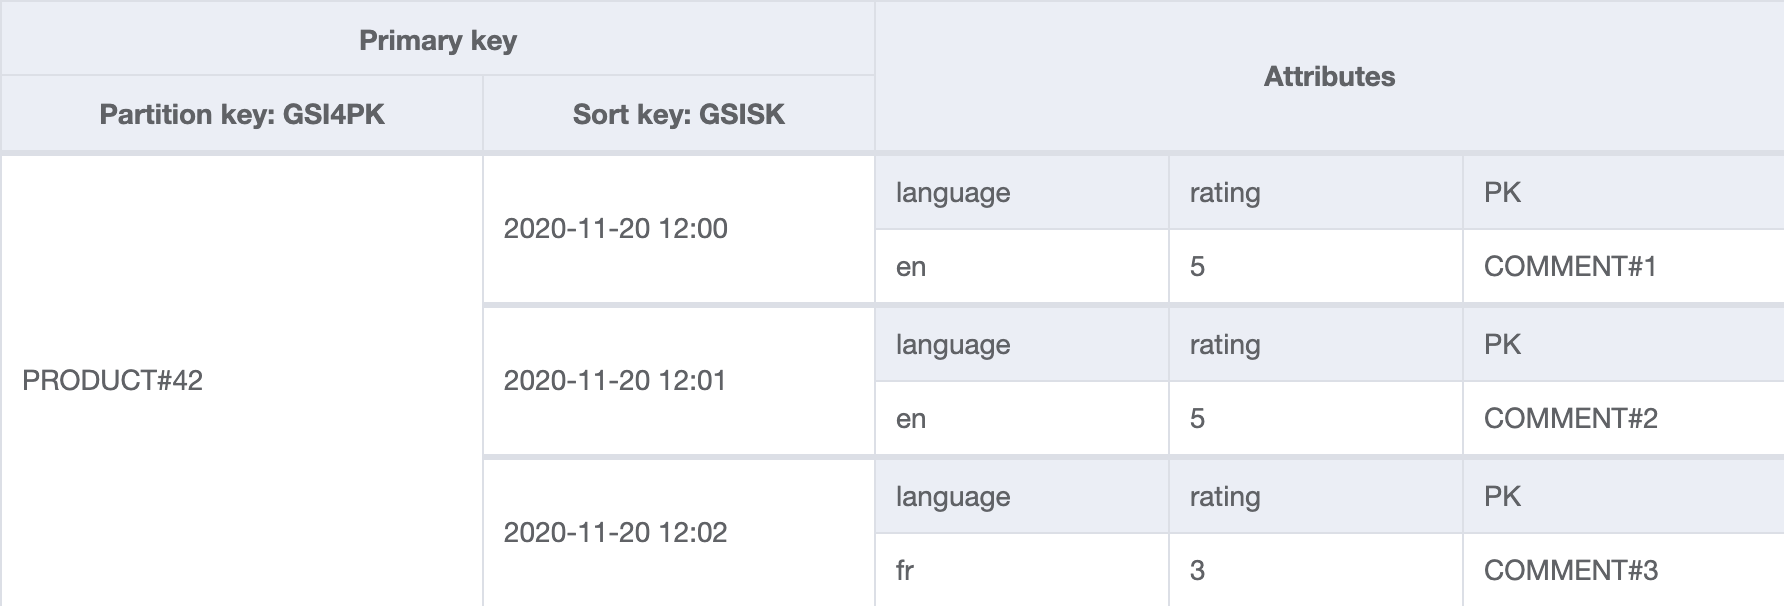 Primary key
Attributes
Partition key: GSI4PK
Sort key: GSISK
PRODUCT#42
2020-11-20 12:00
language
rating
PK
en
5
COMMENT#1
2020-11-20 12:01
language
rating
PK
en
5
COMMENT#2
2020-11-20 12:02
language
rating
PK
fr
3
COMMENT#3